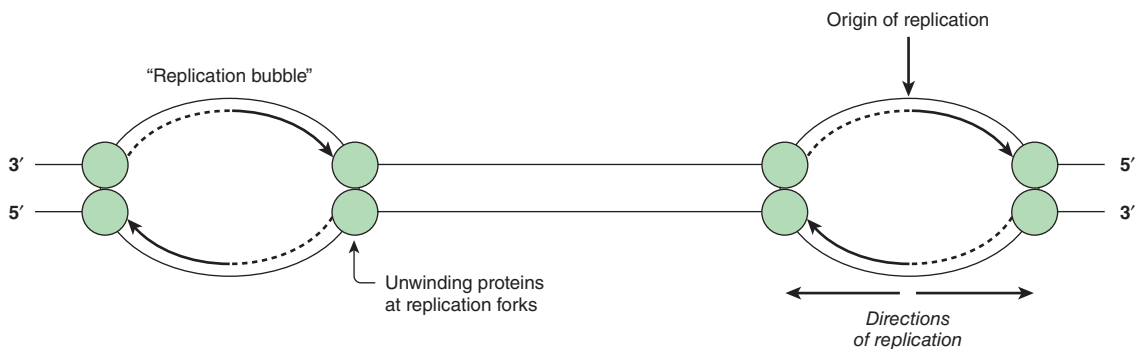 Origin of replication
“Replication bubble”
3′
5′
5′
3′
Unwinding proteins
at replication forks
Directions
of replication